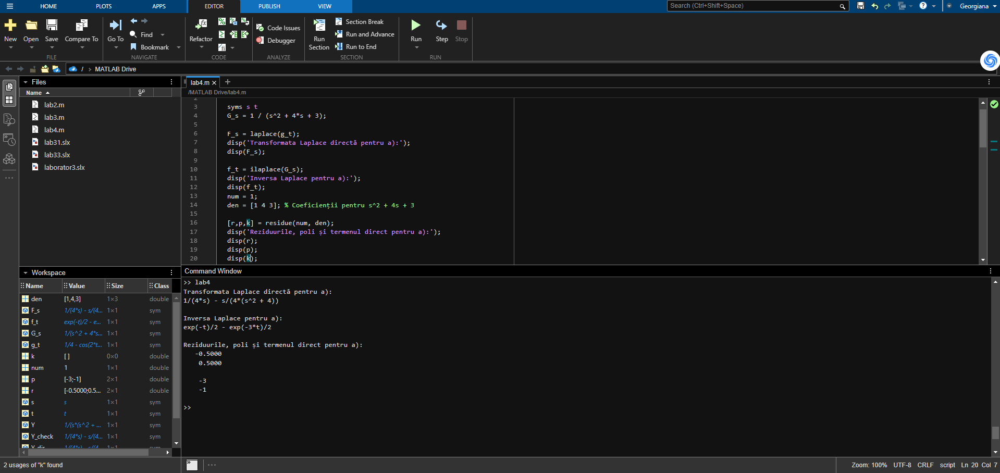 HOME PLOTS APPS EDITOR PUBLISH VIEW Search (Ctrl+Shift+Space) Georgiana
New Open Save Compare To Go To Find Bookmark Refactor Code Issues Debugger Run Section Section Break Run and Advance Run to End Run Step Stop
FILE NAVIGATE CODE ANALYZE SECTION RUN
/ > MATLAB Drive
Files
Name
lab2.m
lab3.m
lab4.m
lab31.slx
lab33.slx
laborator3.slx
lab4.m
/MATLAB Drive/lab4.m
2
3 syms s t
4 G_s = 1 / (s^2 + 4*s + 3);
5
6 F_s = laplace(g_t);
7 disp('Transformata Laplace directă pentru a):');
8 disp(F_s);
9
10 f_t = ilaplace(G_s);
11 disp('Inversa Laplace pentru a):');
12 disp(f_t);
13 num = 1;
14 den = [1 4 3]; % Coeficienții pentru s^2 + 4s + 3
15
16 [r,p,k] = residue(num, den);
17 disp('Reziduurile, poli și termenul direct pentru a):');
18 disp(r);
19 disp(p);
20 disp(k);
Workspace
Name Value Size Class
den [1,4,3] 1×3 double
F_s 1/(4*s) - s/(4... 1×1 sym
f_t exp(-t)/2 - e... 1×1 sym
G_s 1/(s^2 + 4*s... 1×1 sym
g_t 1/4 - cos(2*t... 1×1 sym
k [ ] 0×0 double
num 1 1×1 double
p [-3;-1] 2×1 double
r [-0.5000;0.5... 2×1 double
s s 1×1 sym
t t 1×1 sym
Y 1/(s*(s^2 + ... 1×1 sym
Y_check 1/(4*s) - s/(4... 1×1 sym
Command Window
>> lab4
Transformata Laplace directă pentru a):
1/(4*s) - s/(4*(s^2 + 4))
Inversa Laplace pentru a):
exp(-t)/2 - exp(-3*t)/2
Reziduurile, poli și termenul direct pentru a):
-0.5000
0.5000
-3
-1
>>
2 usages of "k" found
Zoom: 100% UTF-8 CRLF script Ln 20 Col 7